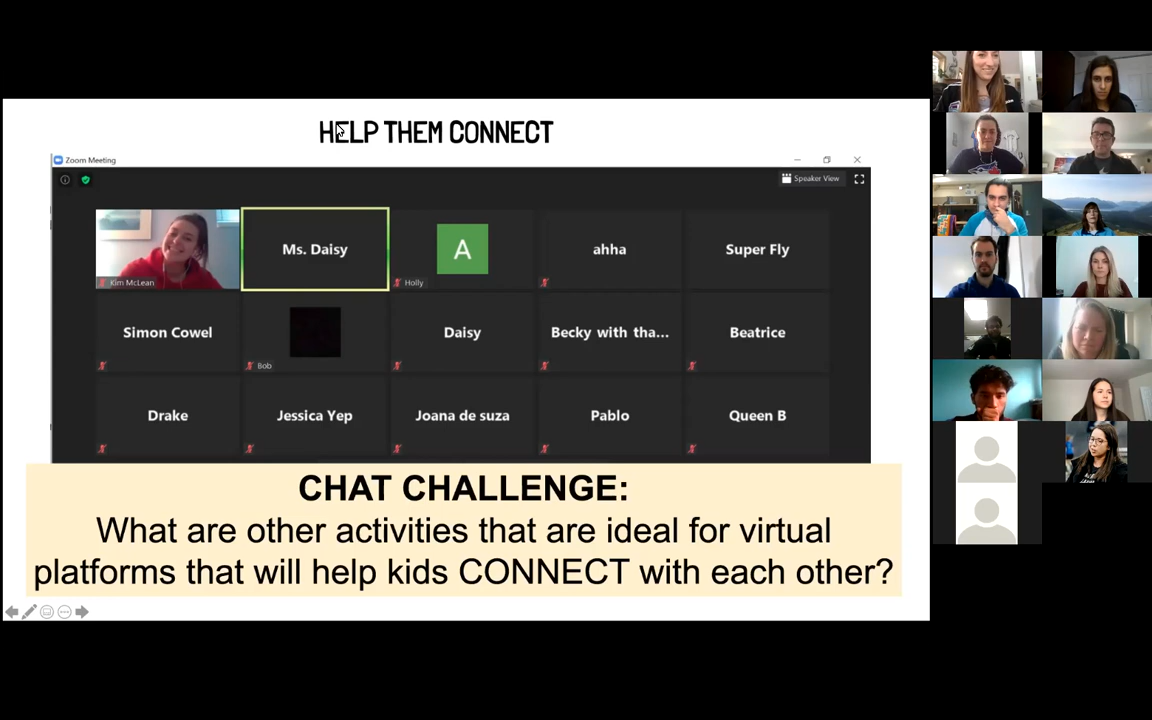 HELP THEM CONNECT
Zoom Meeting
Speaker View
Kim McLean
Ms. Daisy
A
Holly
ahha
Super Fly
Simon Cowel
Bob
Daisy
Becky with tha...
Beatrice
Drake
Jessica Yep
Joana de suza
Pablo
Queen B
CHAT CHALLENGE:
What are other activities that are ideal for virtual
platforms that will help kids CONNECT with each other?